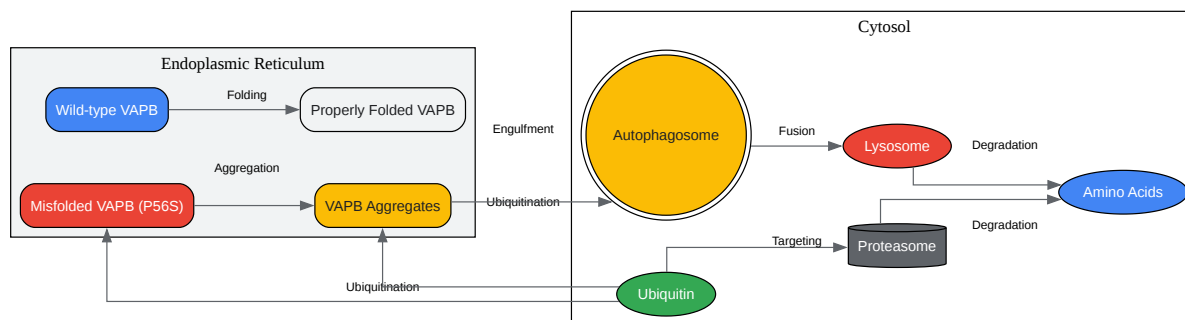 Cytosol
Endoplasmic Reticulum
Wild-type VAPB
Folding
Properly Folded VAPB
Engulfment
Autophagosome
Fusion
Lysosome
Degradation
Aggregation
Misfolded VAPB (P56S)
VAPB Aggregates
Ubiquitination
Amino Acids
Degradation
Targeting
Proteasome
Ubiquitination
Ubiquitin